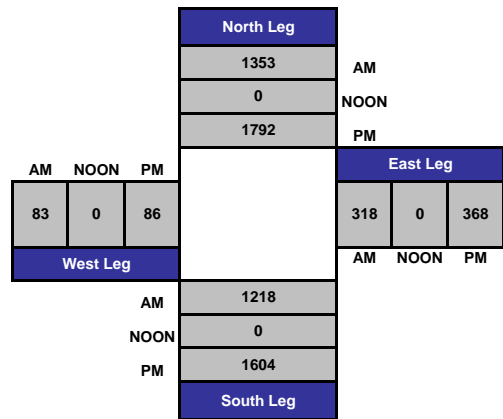 North Leg
1353 AM
0 NOON
1792 PM
AM NOON PM East Leg
83 0 86 318 0 368
West Leg AM NOON PM
AM 1218
NOON 0
PM 1604
South Leg